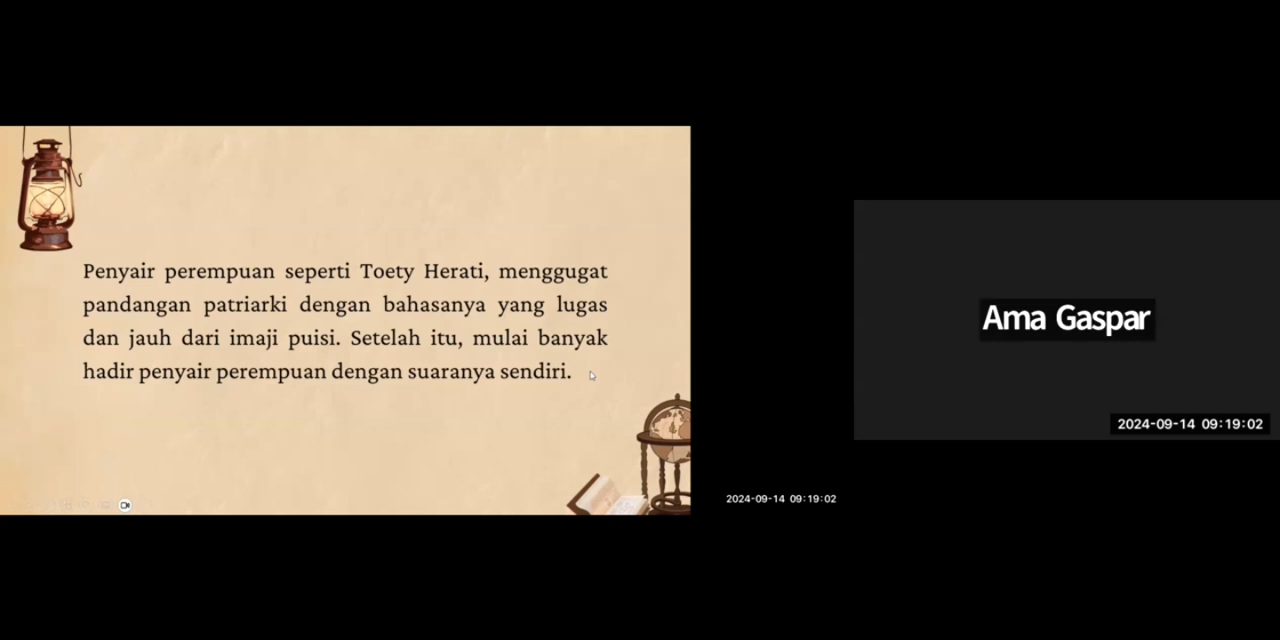 Penyair perempuan seperti Toety Herati, menggugat
pandangan patriarki dengan bahasanya yang lugas
dan jauh dari imaji puisi. Setelah itu, mulai banyak
hadir penyair perempuan dengan suaranya sendiri.
Ama Gaspar
2024-09-14 09:19:02
2024-09-14 09:19:02